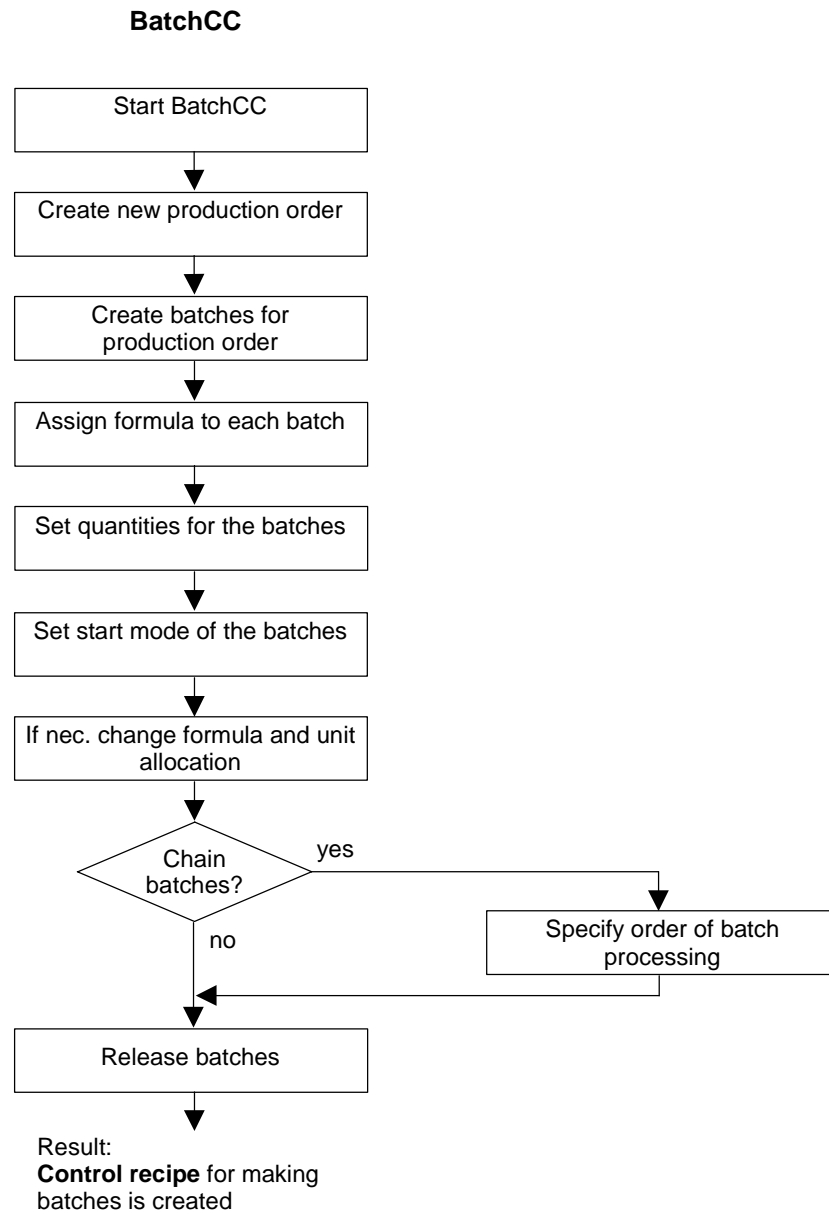 BatchCC
Start BatchCC
Create new production order
Create batches for
production order
Assign formula to each batch
Set quantities for the batches
Set start mode of the batches
If nec. change formula and unit
allocation
Chain
batches?
yes
no
Specify order of batch
processing
Release batches
Result:
Control recipe for making
batches is created